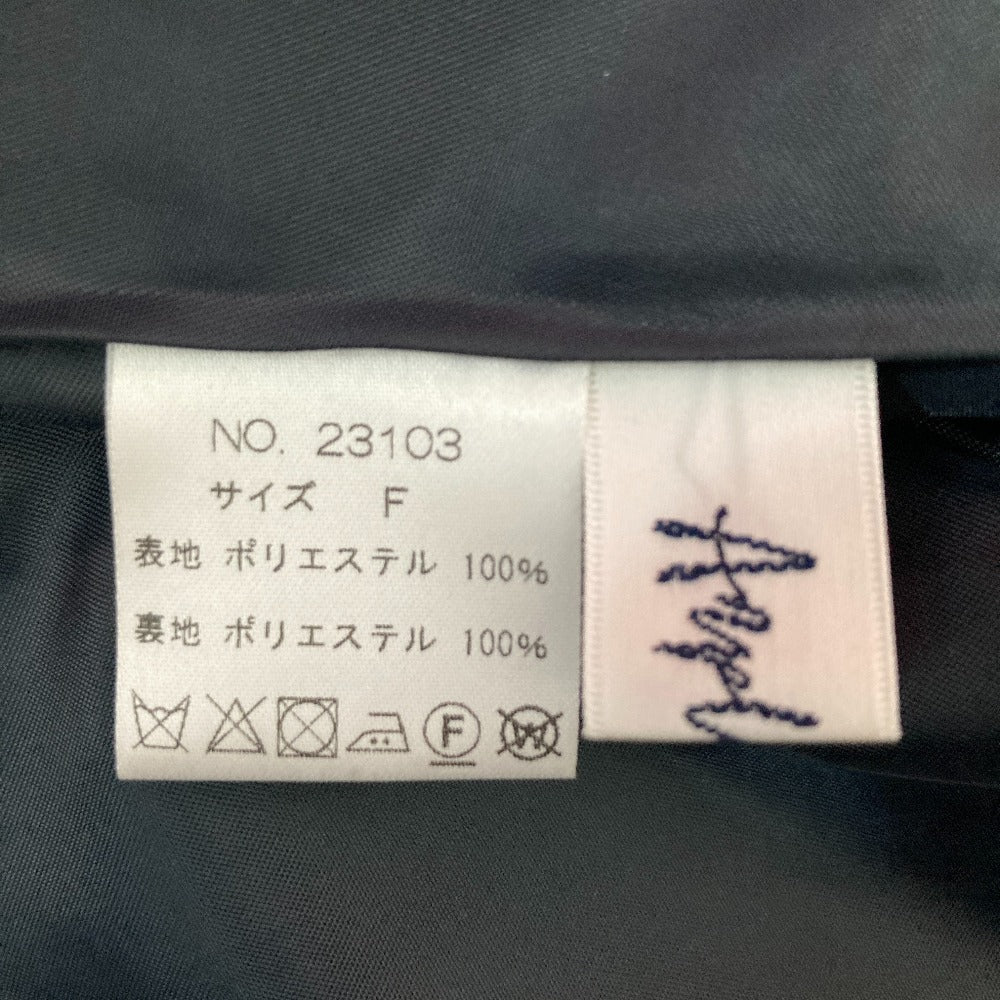 NO. 23103
サイズ F
表地 ポリエステル 100%
裏地 ポリエステル 100%
F
W